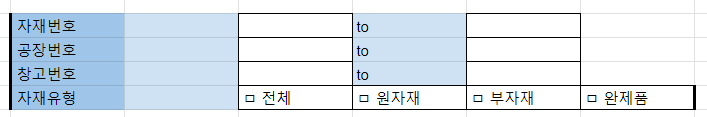 자재번호 to
공장번호 to
창고번호 to
자재유형 ㅁ 전체 ㅁ 원자재 ㅁ 부자재 ㅁ 완제품